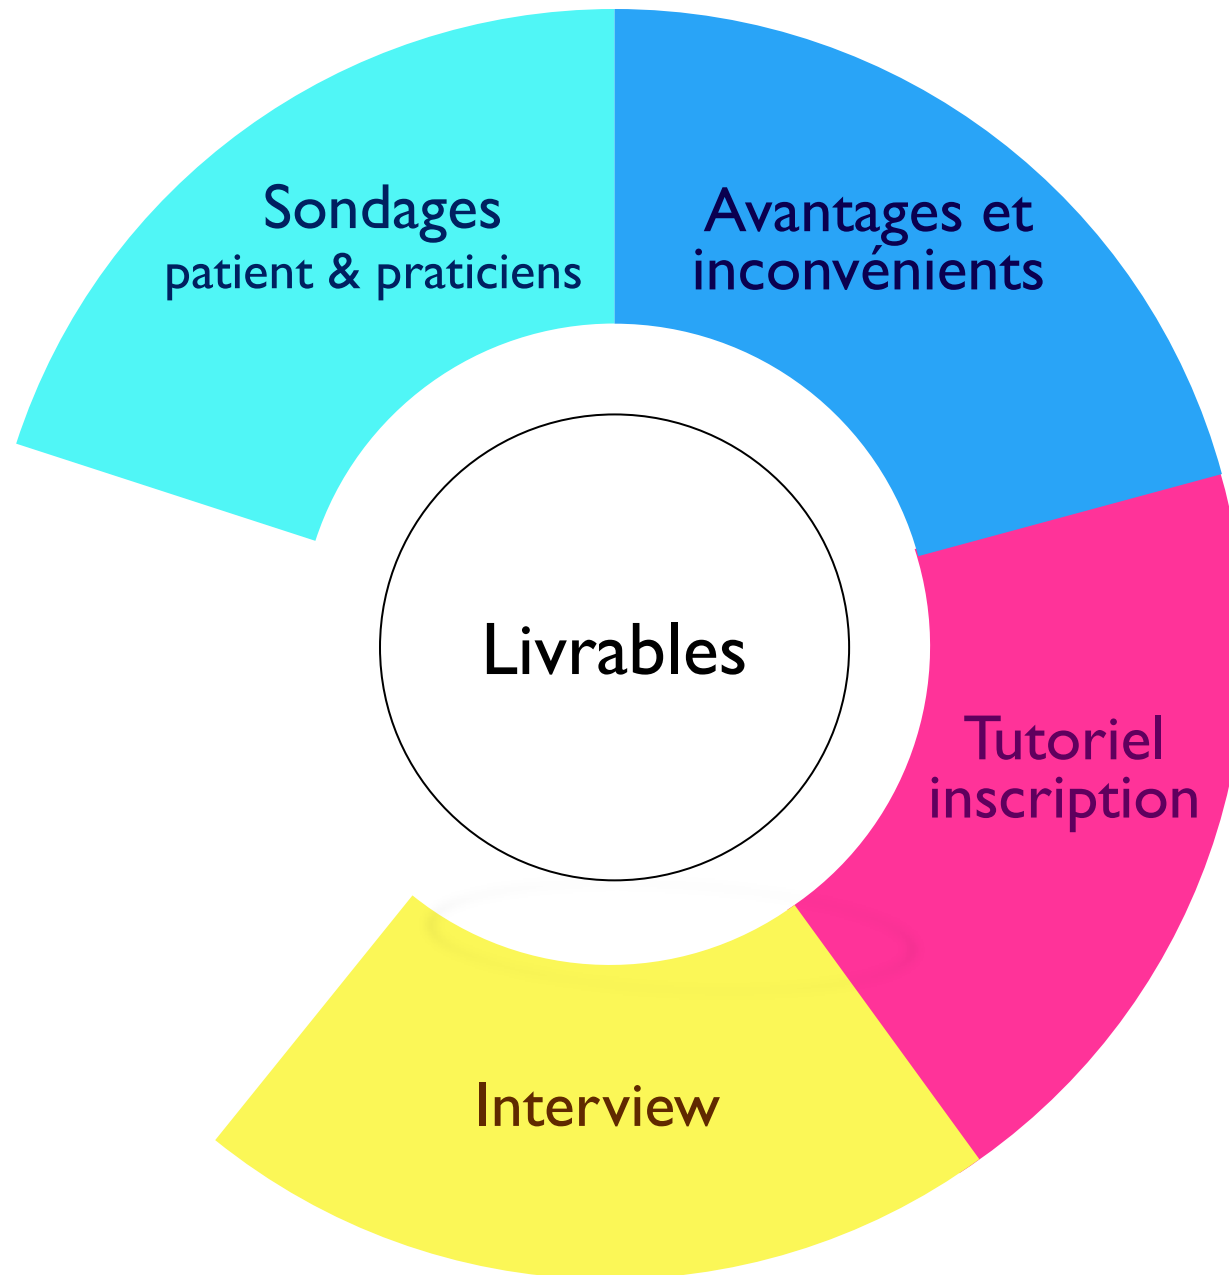 Sondages
patient & praticiens
Avantages et
inconvénients
Livrables
Tutoriel
inscription
Interview